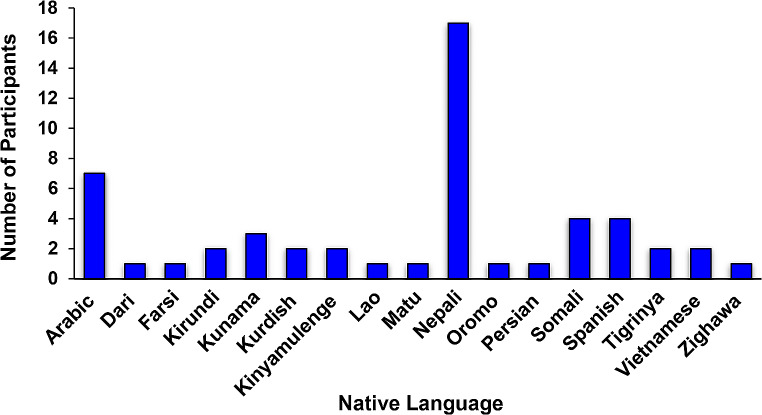 18
16
14
12
10
8
6
4
2
0
Number of Participants
Arabic
Dari
Farsi
Kirundi
Kunama
Kurdish
Kinyamulenge
Lao
Matu
Nepali
Oromo
Persian
Somali
Spanish
Tigrinya
Vietnamese
Zighawa
Native Language